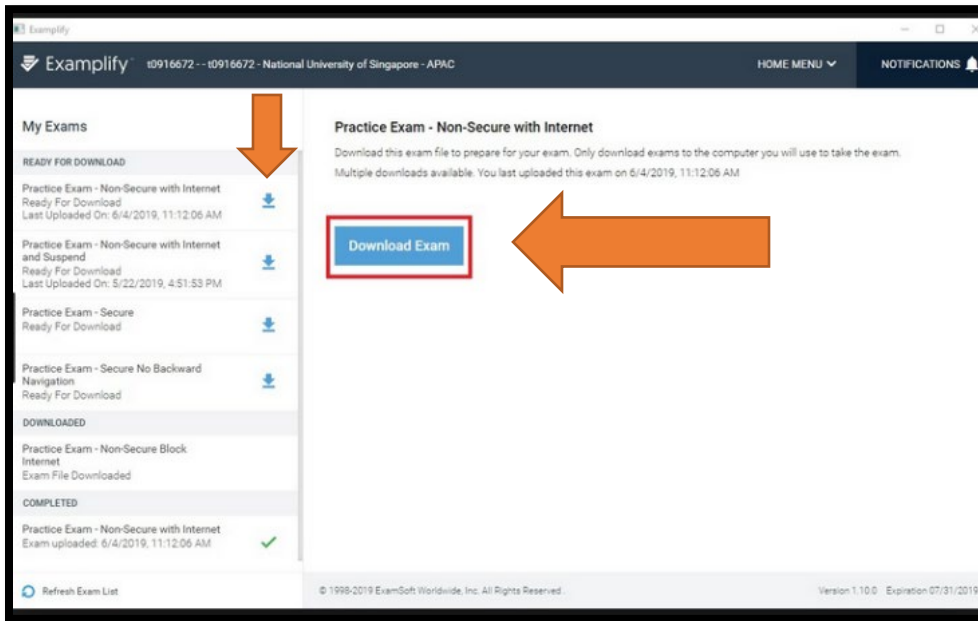 Examplify
Examplify t0916672 - - t0916672 - National University of Singapore - APAC
HOME MENU
NOTIFICATIONS
My Exams
READY FOR DOWNLOAD
Practice Exam - Non-Secure with Internet
Ready For Download
Last Uploaded On: 6/4/2019, 11:12:06 AM
Practice Exam - Non-Secure with Internet
and Suspend
Ready For Download
Last Uploaded On: 5/22/2019, 4:51:53 PM
Practice Exam - Secure
Ready For Download
Practice Exam - Secure No Backward
Navigation
Ready For Download
DOWNLOADED
Practice Exam - Non-Secure Block
Internet
Exam File Downloaded
COMPLETED
Practice Exam - Non-Secure with Internet
Exam uploaded: 6/4/2019, 11:12:06 AM
Refresh Exam List
Practice Exam - Non-Secure with Internet
Download this exam file to prepare for your exam. Only download exams to the computer you will use to take the exam.
Multiple downloads available. You last uploaded this exam on 6/4/2019, 11:12:06 AM
Download Exam
© 1998-2019 ExamSoft Worldwide, Inc. All Rights Reserved.
Version 1.10.0 Expiration 07/31/2019